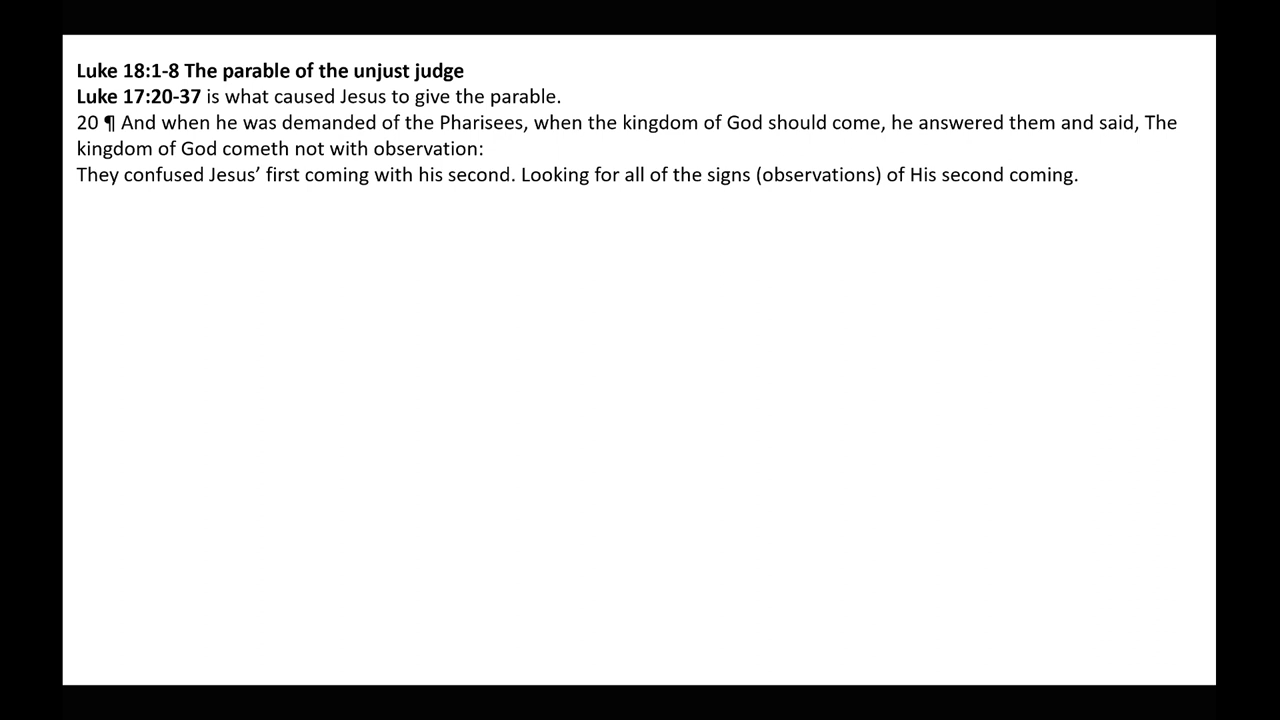 Luke 18:1-8 The parable of the unjust judge
Luke 17:20-37 is what caused Jesus to give the parable.
20 ¶ And when he was demanded of the Pharisees, when the kingdom of God should come, he answered them and said, The
kingdom of God cometh not with observation:
They confused Jesus’ first coming with his second. Looking for all of the signs (observations) of His second coming.